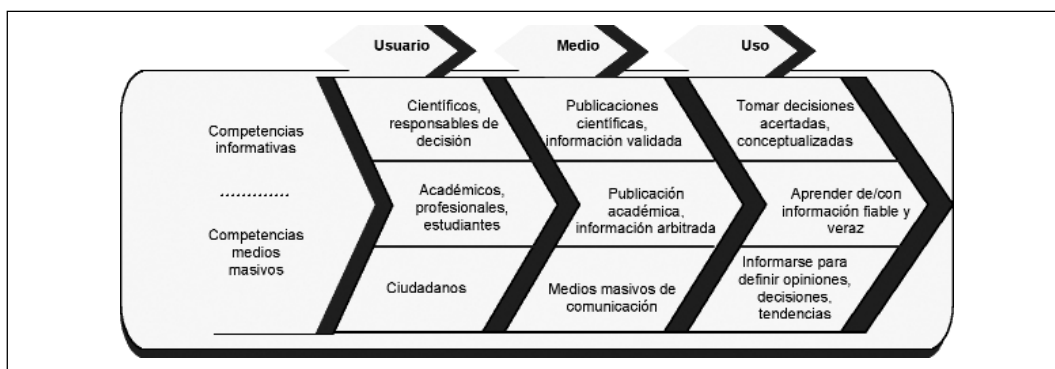 Usuario
Medio
Uso
Competencias
informativas
.............
Competencias
medios
masivos
Científicos,
responsables de
decisión
Publicaciones
científicas,
información validada
Tomar decisiones
acertadas,
conceptualizadas
Académicos,
profesionales,
estudiantes
Publicación
académica,
información arbitrada
Aprender de/con
información fiable y
veraz
Ciudadanos
Medios masivos de
comunicación
Informarse para
definir opiniones,
decisiones,
tendencias